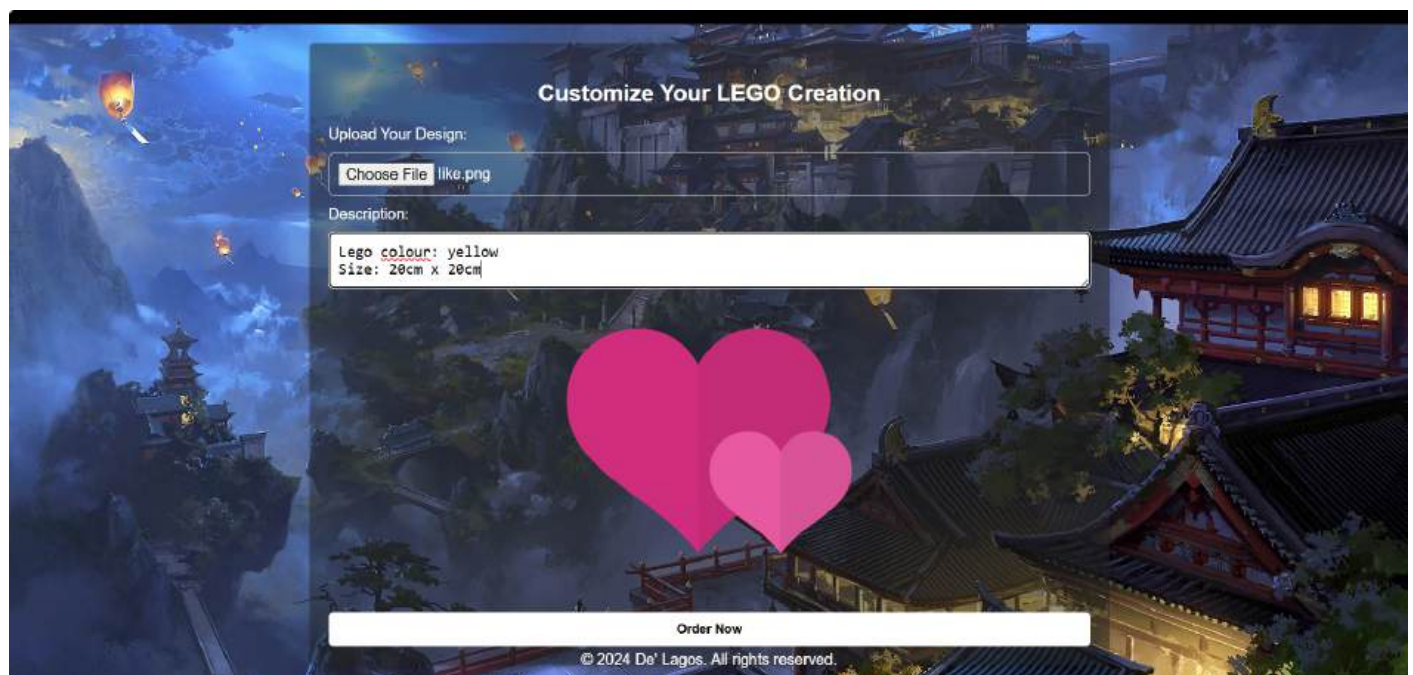 Customize Your LEGO Creation
Upload Your Design:
Choose File like.png
Description:
Lego colour: yellow
Size: 20cm x 20cm
Order Now
© 2024 De' Lagos. All rights reserved.